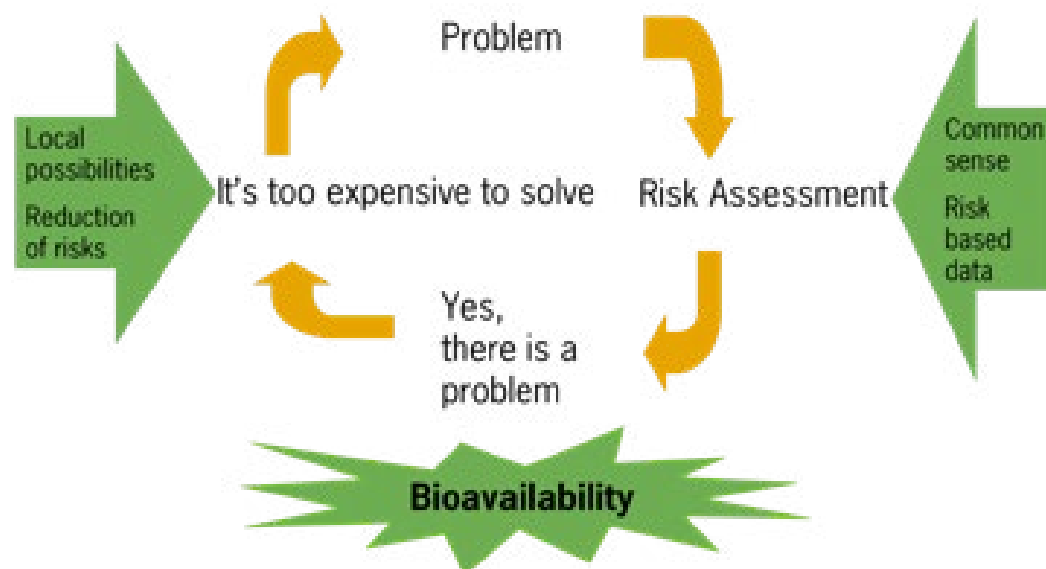 Problem
Local
possibilities
Reduction
of risks
It's too expensive to solve
Risk Assessment
Common
sense
Risk
based
data
Yes,
there is a
problem
Bioavailability